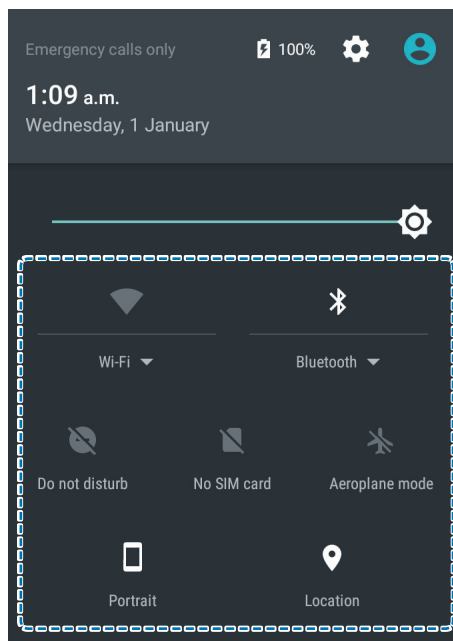 Emergency calls only 100%
1:09 a.m.
Wednesday, 1 January
Wi-Fi Bluetooth
Do not disturb No SIM card Aeroplane mode
Portrait Location